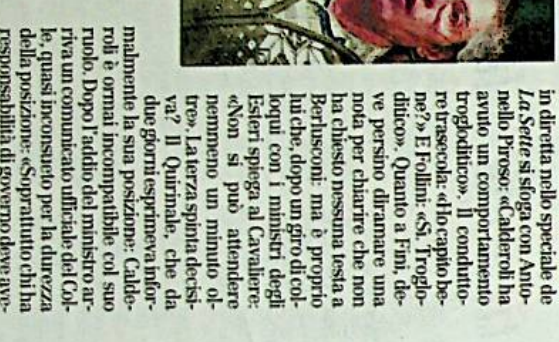 in diretta nello speciale de
La Sette si sfoga con Anto-
nello Piroso: «Calderoli ha
avuto un comportamento
trogloditico». Il condutto-
re trasecola: «Ho capito be-
ne?» E Follini: «Sì. Troglo-
ditico». Quanto a Fini, de-
ve persino diramare una
nota per chiarire che non
ha chiesto nessuna testa a
Berlusconi: ma è proprio
lui che, dopo un giro di col-
loqui con i ministri degli
Esteri spiega al Cavaliere:
«Non si può attendere
nemmeno un minuto ol-
tre». La terza spinta decisi-
va? Il Quirinale, che da
due giorni esprimeva infor-
malmente la sua posizione: Calde-
roli è ormai incompatibile col suo
ruolo. Dopo l'addio del ministro ar-
riva un comunicato ufficiale del Col-
le, quasi inconsueto per la durezza
della posizione: «Soprattutto chi ha
responsabilità di governo deve ave-